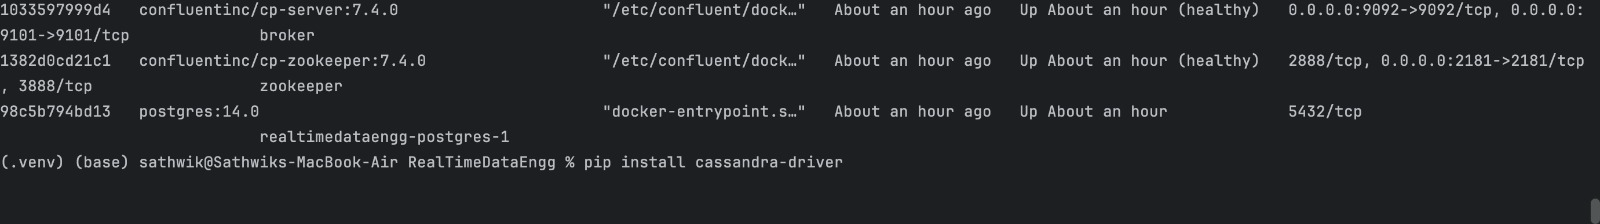 1033597999d4   confluentinc/cp-server:7.4.0                      "/etc/confluent/dock…"   About an hour ago   Up About an hour (healthy)   0.0.0.0:9092->9092/tcp, 0.0.0.0:
9101->9101/tcp              broker
1382d0cd21c1   confluentinc/cp-zookeeper:7.4.0                   "/etc/confluent/dock…"   About an hour ago   Up About an hour (healthy)   2888/tcp, 0.0.0.0:2181->2181/tcp
, 3888/tcp                  zookeeper
98c5b794bd13   postgres:14.0                                     "docker-entrypoint.s…"   About an hour ago   Up About an hour             5432/tcp
                            realtimedataengg-postgres-1
(.venv) (base) sathwik@Sathwiks-MacBook-Air RealTimeDataEngg % pip install cassandra-driver